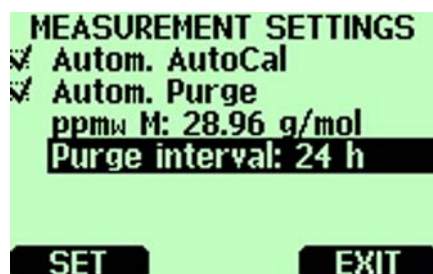 MEASUREMENT SETTINGS
Autom. AutoCal
Autom. Purge
ppmw M: 28.96 g/mol
Purge interval: 24 h
SET EXIT